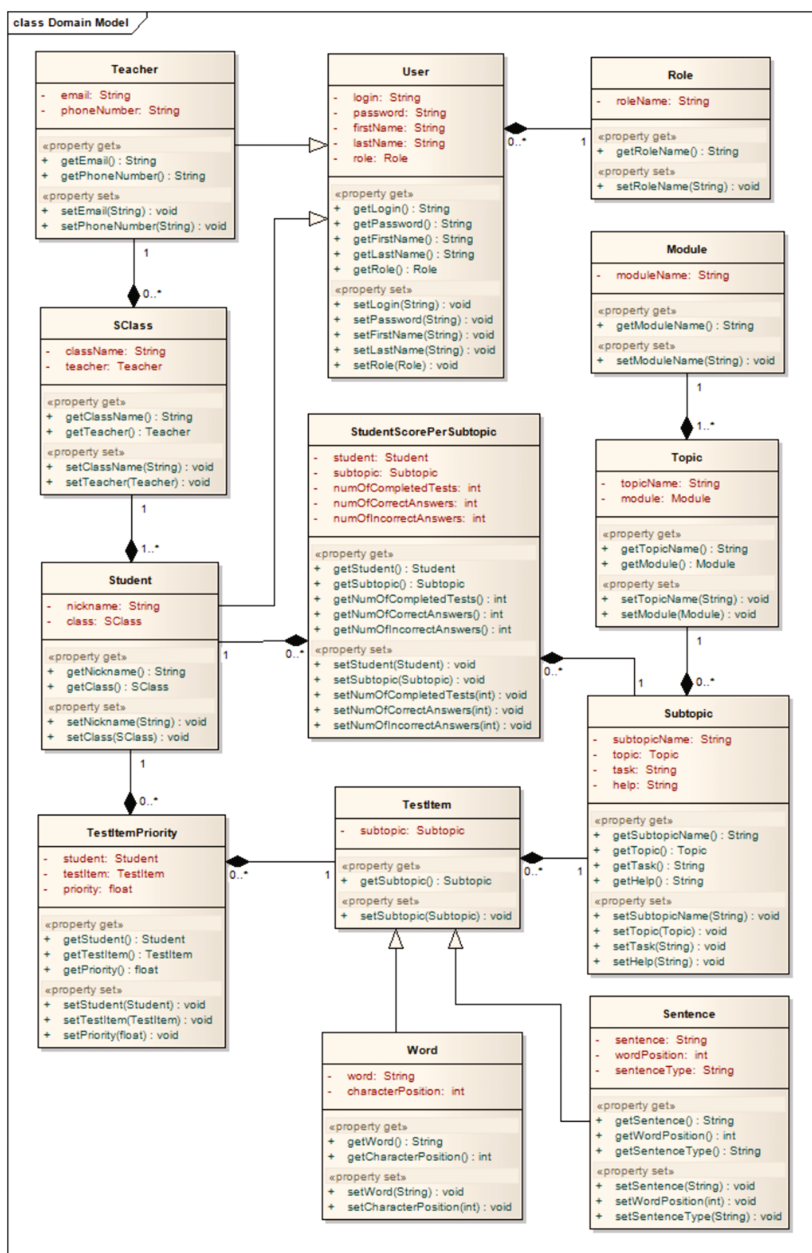 class Domain Model
Teacher
- email: String
- phoneNumber: String
«property get»
+ getEmail() : String
+ getPhoneNumber() : String
«property set»
+ setEmail(String) : void
+ setPhoneNumber(String) : void
1
0..*
User
- login: String
- password: String
- firstName: String
- lastName: String
- role: Role
«property get»
+ getLogin() : String
+ getPassword() : String
+ getFirstName() : String
+ getLastName() : String
+ getRole() : Role
«property set»
+ setLogin(String) : void
+ setPassword(String) : void
+ setFirstName(String) : void
+ setLastName(String) : void
+ setRole(Role) : void
0..*
1
Role
- roleName: String
«property get»
+ getRoleName() : String
«property set»
+ setRoleName(String) : void
Module
- moduleName: String
«property get»
+ getModuleName() : String
«property set»
+ setModuleName(String) : void
1
1..*
SClass
- className: String
- teacher: Teacher
«property get»
+ getClassName() : String
+ getTeacher() : Teacher
«property set»
+ setClassName(String) : void
+ setTeacher(Teacher) : void
1
1..*
StudentScorePerSubtopic
- student: Student
- subtopic: Subtopic
- numOfCompletedTests: int
- numOfCorrectAnswers: int
- numOfIncorrectAnswers: int
«property get»
+ getStudent() : Student
+ getSubtopic() : Subtopic
+ getNumOfCompletedTests() : int
+ getNumOfCorrectAnswers() : int
+ getNumOfIncorrectAnswers() : int
«property set»
+ setStudent(Student) : void
+ setSubtopic(Subtopic) : void
+ setNumOfCompletedTests(int) : void
+ setNumOfCorrectAnswers(int) : void
+ setNumOfIncorrectAnswers(int) : void
0..*
1
Topic
- topicName: String
- module: Module
«property get»
+ getTopicName() : String
+ getModule() : Module
«property set»
+ setTopicName(String) : void
+ setModule(Module) : void
1
0..*
Student
- nickname: String
- class: SClass
«property get»
+ getNickname() : String
+ getClass() : SClass
«property set»
+ setNickname(String) : void
+ setClass(SClass) : void
1
0..*
1
0..*
Subtopic
- subtopicName: String
- topic: Topic
- task: String
- help: String
«property get»
+ getSubtopicName() : String
+ getTopic() : Topic
+ getTask() : String
+ getHelp() : String
«property set»
+ setSubtopicName(String) : void
+ setTopic(Topic) : void
+ setTask(String) : void
+ setHelp(String) : void
TestItemPriority
- student: Student
- testItem: TestItem
- priority: float
«property get»
+ getStudent() : Student
+ getTestItem() : TestItem
+ getPriority() : float
«property set»
+ setStudent(Student) : void
+ setTestItem(TestItem) : void
+ setPriority(float) : void
0..*
1
TestItem
- subtopic: Subtopic
«property get»
+ getSubtopic() : Subtopic
«property set»
+ setSubtopic(Subtopic) : void
0..*
1
Word
- word: String
- characterPosition: int
«property get»
+ getWord() : String
+ getCharacterPosition() : int
«property set»
+ setWord(String) : void
+ setCharacterPosition(int) : void
Sentence
- sentence: String
- wordPosition: int
- sentenceType: String
«property get»
+ getSentence() : String
+ getWordPosition() : int
+ getSentenceType() : String
«property set»
+ setSentence(String) : void
+ setWordPosition(int) : void
+ setSentenceType(String) : void